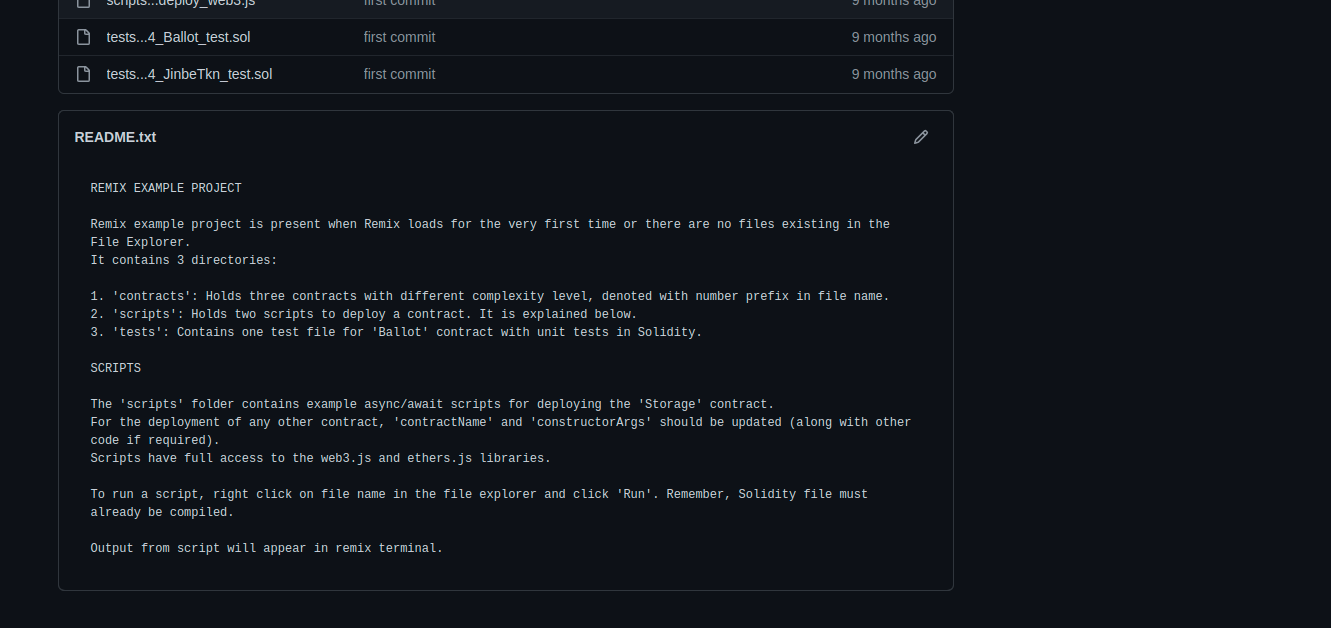 scripts...deploy_web3.js first commit 9 months ago
tests...4_Ballot_test.sol first commit 9 months ago
tests...4_JinbeTkn_test.sol first commit 9 months ago
README.txt
REMIX EXAMPLE PROJECT
Remix example project is present when Remix loads for the very first time or there are no files existing in the
File Explorer.
It contains 3 directories:
1. 'contracts': Holds three contracts with different complexity level, denoted with number prefix in file name.
2. 'scripts': Holds two scripts to deploy a contract. It is explained below.
3. 'tests': Contains one test file for 'Ballot' contract with unit tests in Solidity.
SCRIPTS
The 'scripts' folder contains example async/await scripts for deploying the 'Storage' contract.
For the deployment of any other contract, 'contractName' and 'constructorArgs' should be updated (along with other
code if required).
Scripts have full access to the web3.js and ethers.js libraries.
To run a script, right click on file name in the file explorer and click 'Run'. Remember, Solidity file must
already be compiled.
Output from script will appear in remix terminal.